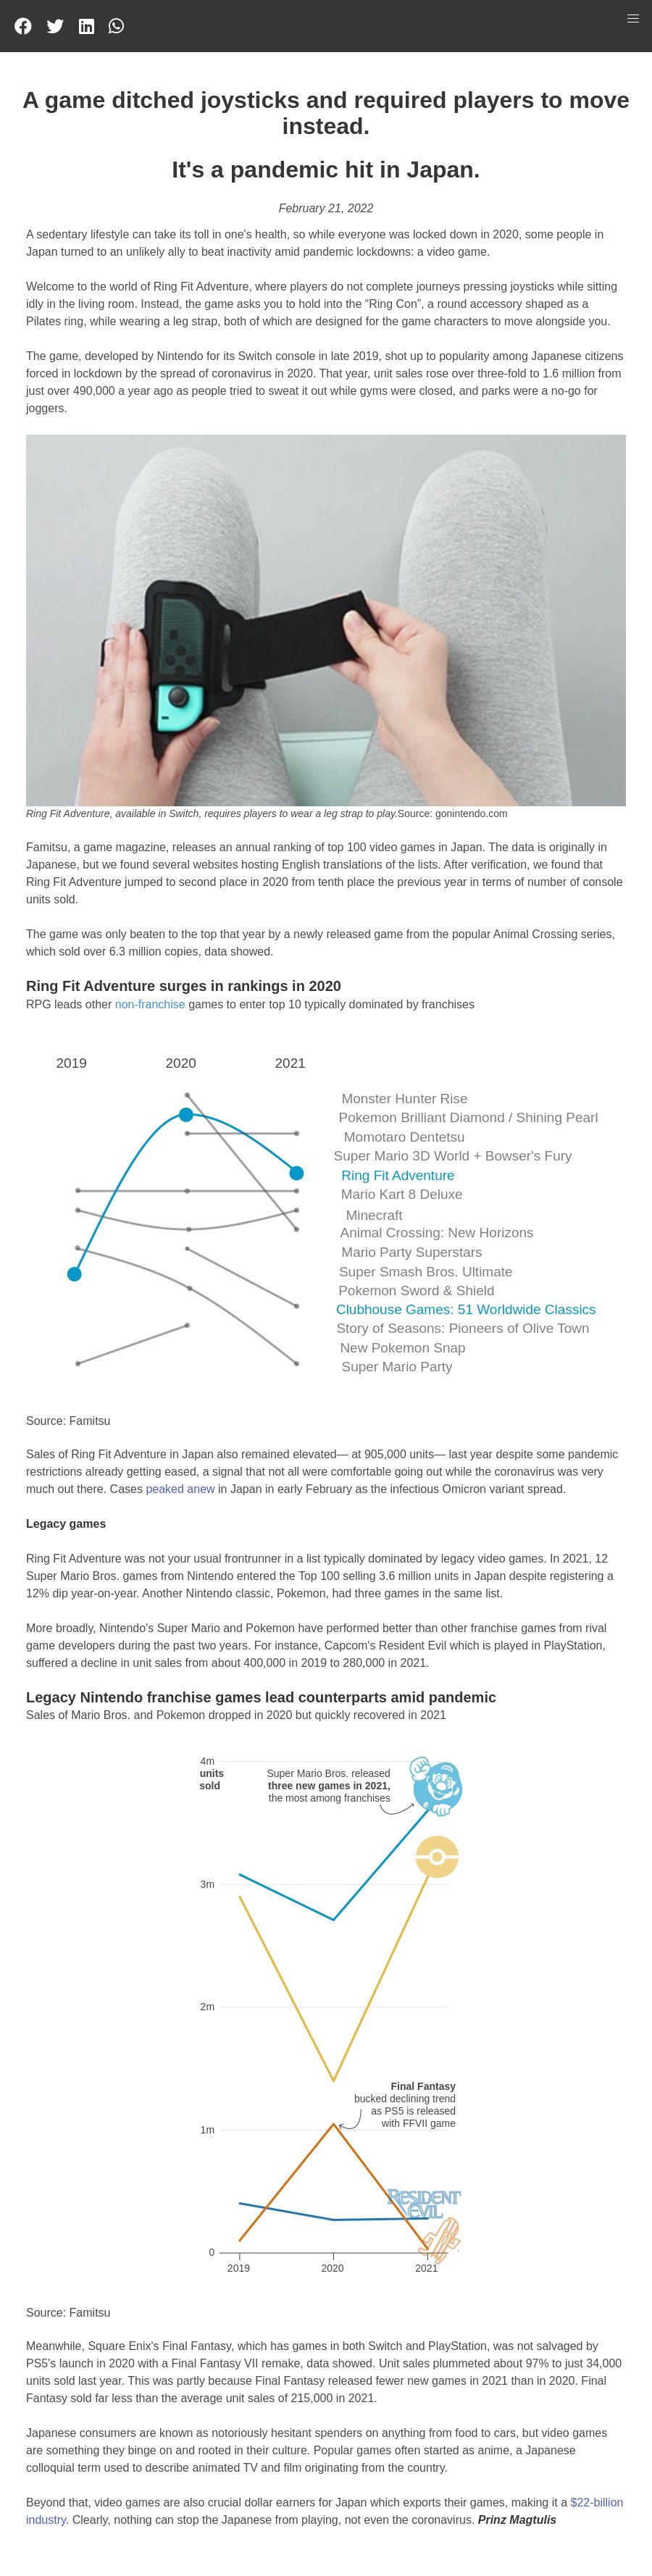 A game ditched joysticks and required players to move
instead.
It's a pandemic hit in Japan.
February 21, 2022
A sedentary lifestyle can take its toll in one's health, so while everyone was locked down in 2020, some people in
Japan turned to an unlikely ally to beat inactivity amid pandemic lockdowns: a video game.
Welcome to the world of Ring Fit Adventure, where players do not complete journeys pressing joysticks while sitting
idly in the living room. Instead, the game asks you to hold into the “Ring Con”, a round accessory shaped as a
Pilates ring, while wearing a leg strap, both of which are designed for the game characters to move alongside you.
The game, developed by Nintendo for its Switch console in late 2019, shot up to popularity among Japanese citizens
forced in lockdown by the spread of coronavirus in 2020. That year, unit sales rose over three-fold to 1.6 million from
just over 490,000 a year ago as people tried to sweat it out while gyms were closed, and parks were a no-go for
joggers.
Ring Fit Adventure, available in Switch, requires players to wear a leg strap to play.Source: gonintendo.com
Famitsu, a game magazine, releases an annual ranking of top 100 video games in Japan. The data is originally in
Japanese, but we found several websites hosting English translations of the lists. After verification, we found that
Ring Fit Adventure jumped to second place in 2020 from tenth place the previous year in terms of number of console
units sold.
The game was only beaten to the top that year by a newly released game from the popular Animal Crossing series,
which sold over 6.3 million copies, data showed.
Ring Fit Adventure surges in rankings in 2020
RPG leads other non-franchise games to enter top 10 typically dominated by franchises
2019 2020 2021
Monster Hunter Rise
Pokemon Brilliant Diamond / Shining Pearl
Momotaro Dentetsu
Super Mario 3D World + Bowser's Fury
Ring Fit Adventure
Mario Kart 8 Deluxe
Minecraft
Animal Crossing: New Horizons
Mario Party Superstars
Super Smash Bros. Ultimate
Pokemon Sword & Shield
Clubhouse Games: 51 Worldwide Classics
Story of Seasons: Pioneers of Olive Town
New Pokemon Snap
Super Mario Party
Source: Famitsu
Sales of Ring Fit Adventure in Japan also remained elevated— at 905,000 units— last year despite some pandemic
restrictions already getting eased, a signal that not all were comfortable going out while the coronavirus was very
much out there. Cases peaked anew in Japan in early February as the infectious Omicron variant spread.
Legacy games
Ring Fit Adventure was not your usual frontrunner in a list typically dominated by legacy video games. In 2021, 12
Super Mario Bros. games from Nintendo entered the Top 100 selling 3.6 million units in Japan despite registering a
12% dip year-on-year. Another Nintendo classic, Pokemon, had three games in the same list.
More broadly, Nintendo's Super Mario and Pokemon have performed better than other franchise games from rival
game developers during the past two years. For instance, Capcom's Resident Evil which is played in PlayStation,
suffered a decline in unit sales from about 400,000 in 2019 to 280,000 in 2021.
Legacy Nintendo franchise games lead counterparts amid pandemic
Sales of Mario Bros. and Pokemon dropped in 2020 but quickly recovered in 2021
4m
units
sold
Super Mario Bros. released
three new games in 2021,
the most among franchises
3m
2m
Final Fantasy
bucked declining trend
as PS5 is released
with FFVII game
1m
RESIDENT
EVIL
0
2019 2020 2021
Source: Famitsu
Meanwhile, Square Enix's Final Fantasy, which has games in both Switch and PlayStation, was not salvaged by
PS5's launch in 2020 with a Final Fantasy VII remake, data showed. Unit sales plummeted about 97% to just 34,000
units sold last year. This was partly because Final Fantasy released fewer new games in 2021 than in 2020. Final
Fantasy sold far less than the average unit sales of 215,000 in 2021.
Japanese consumers are known as notoriously hesitant spenders on anything from food to cars, but video games
are something they binge on and rooted in their culture. Popular games often started as anime, a Japanese
colloquial term used to describe animated TV and film originating from the country.
Beyond that, video games are also crucial dollar earners for Japan which exports their games, making it a $22-billion
industry. Clearly, nothing can stop the Japanese from playing, not even the coronavirus. Prinz Magtulis